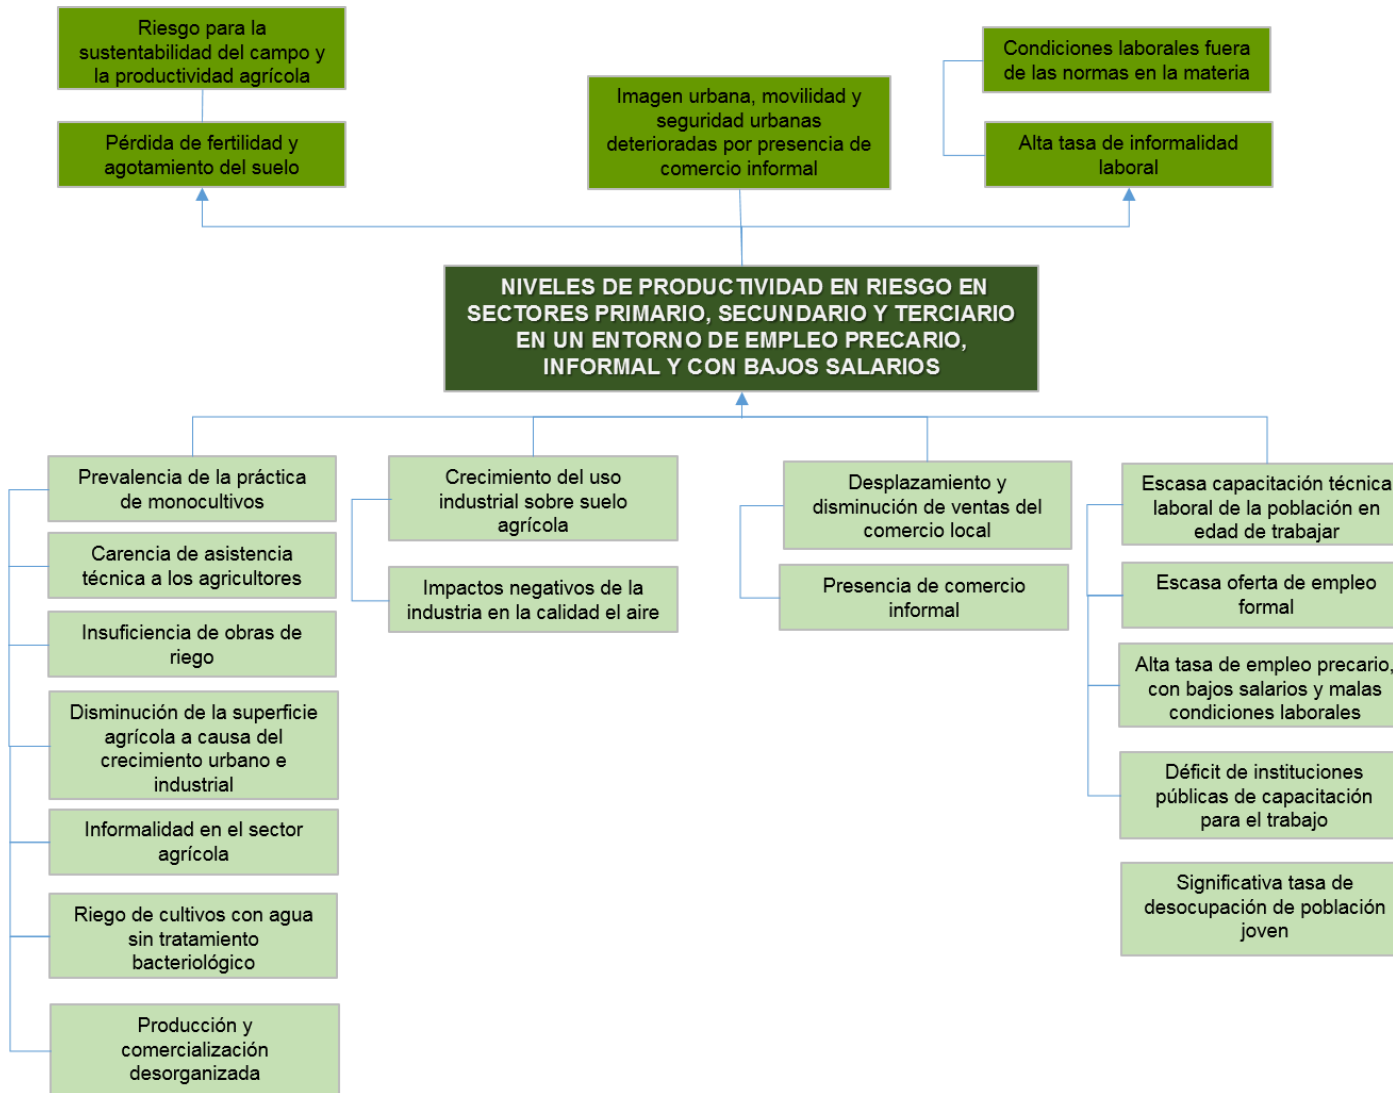 Riesgo para la
sustentabilidad del campo y
la productividad agrícola
Pérdida de fertilidad y
agotamiento del suelo
Imagen urbana, movilidad y
seguridad urbanas
deterioradas por presencia de
comercio informal
Condiciones laborales fuera
de las normas en la materia
Alta tasa de informalidad
laboral
NIVELES DE PRODUCTIVIDAD EN RIESGO EN
SECTORES PRIMARIO, SECUNDARIO Y TERCIARIO
EN UN ENTORNO DE EMPLEO PRECARIO,
INFORMAL Y CON BAJOS SALARIOS
Prevalencia de la práctica
de monocultivos
Carencia de asistencia
técnica a los agricultores
Insuficiencia de obras de
riego
Disminución de la superficie
agrícola a causa del
crecimiento urbano e
industrial
Informalidad en el sector
agrícola
Riego de cultivos con agua
sin tratamiento
bacteriológico
Producción y
comercialización
desorganizada
Crecimiento del uso
industrial sobre suelo
agrícola
Impactos negativos de la
industria en la calidad el aire
Desplazamiento y
disminución de ventas del
comercio local
Presencia de comercio
informal
Escasa capacitación técnica
laboral de la población en
edad de trabajar
Escasa oferta de empleo
formal
Alta tasa de empleo precario,
con bajos salarios y malas
condiciones laborales
Déficit de instituciones
públicas de capacitación
para el trabajo
Significativa tasa de
desocupación de población
joven